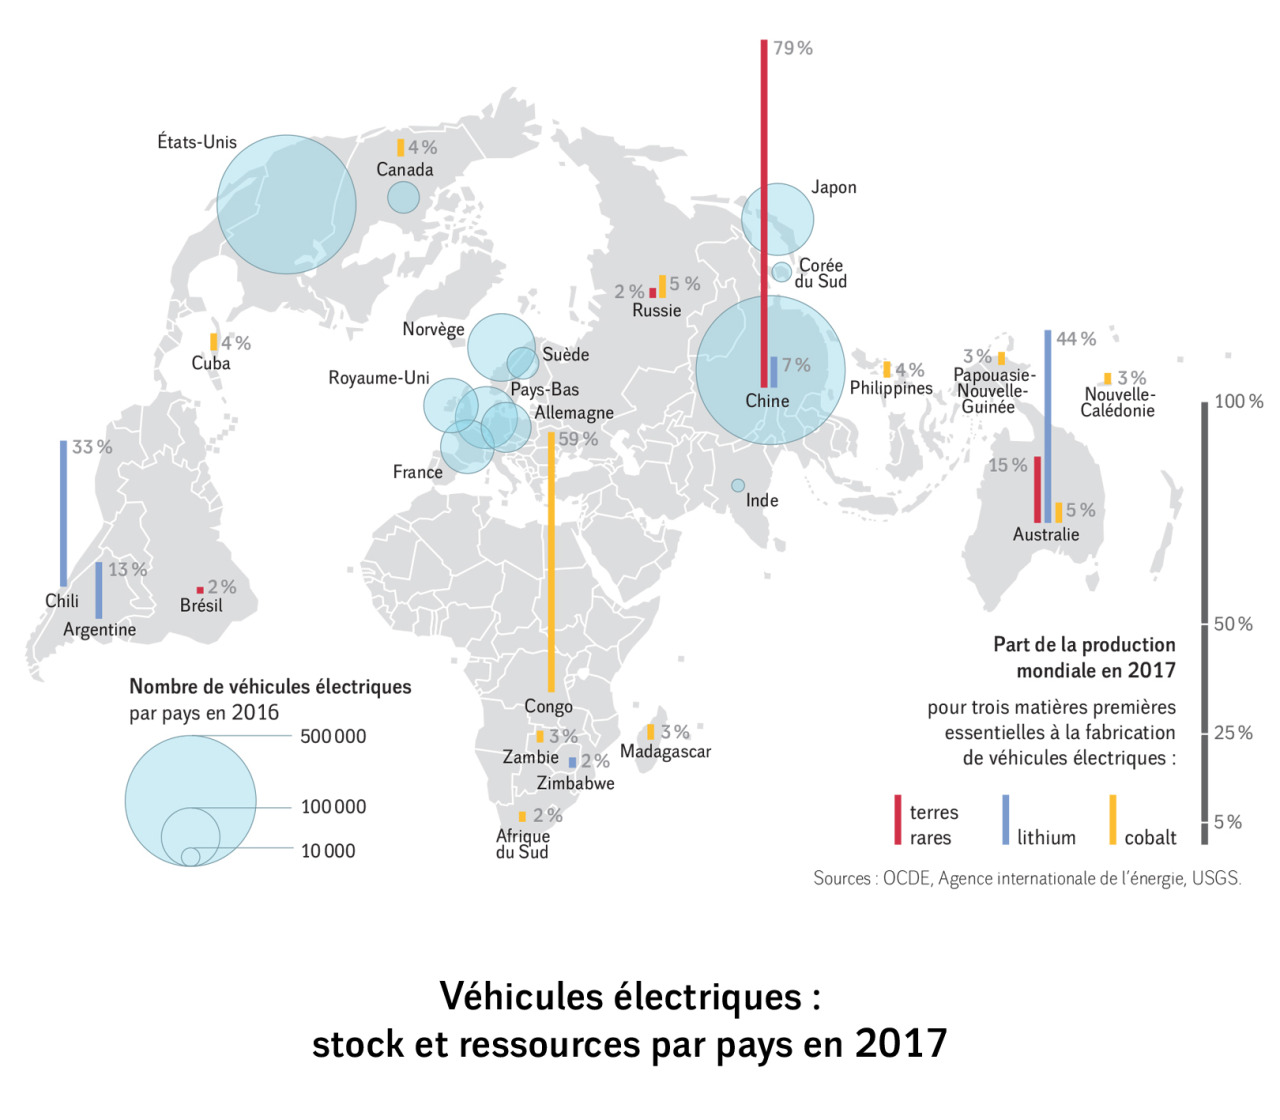 79 %
États-Unis
4 %
Canada
Japon
Corée
du Sud
2 %
5 %
Russie
Norvège
Suède
4 %
Cuba
Royaume-Uni
Pays-Bas
Allemagne
France
59 %
7 %
Chine
4 %
Philippines
3 %
Papouasie-
Nouvelle-
Guinée
44 %
3 %
Nouvelle-
Calédonie
Inde
15 %
5 %
Australie
33 %
Chili
13 %
Argentine
2 %
Brésil
Congo
3 %
Zambie
2 %
Zimbabwe
3 %
Madagascar
2 %
Afrique
du Sud
Nombre de véhicules électriques
par pays en 2016
500 000
100 000
10 000
100 %
50 %
25 %
5 %
Part de la production
mondiale en 2017
pour trois matières premières
essentielles à la fabrication
de véhicules électriques :
terres
rares
lithium
cobalt
Sources : OCDE, Agence internationale de l’énergie, USGS.
Véhicules électriques :
stock et ressources par pays en 2017